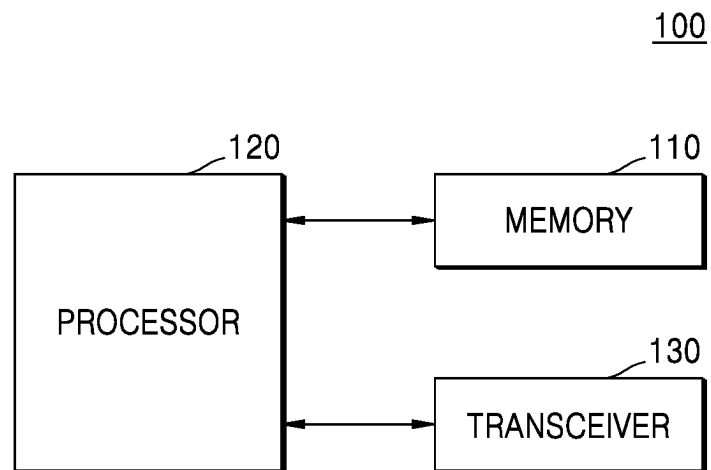 100
120
110
MEMORY
PROCESSOR
130
TRANSCEIVER